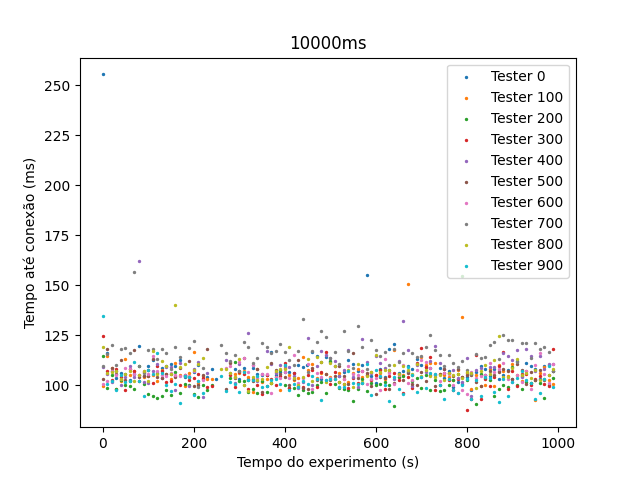 10000ms
250
225
200
175
150
125
100
Tempo até conexão (ms)
Tester 0
Tester 100
Tester 200
Tester 300
Tester 400
Tester 500
Tester 600
Tester 700
Tester 800
Tester 900
0 200 400 600 800 1000
Tempo do experimento (s)